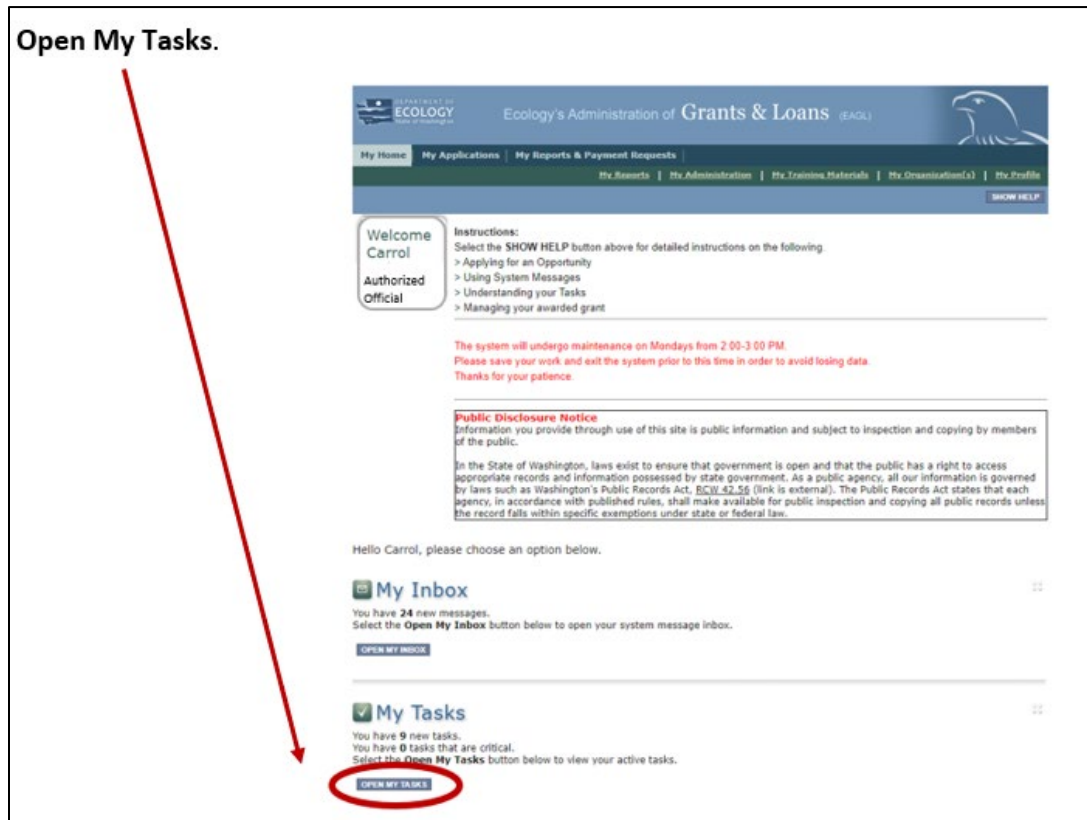 Open My Tasks.
DEPARTMENT OF
ECOLOGY
State of Washington
Ecology's Administration of Grants & Loans (EAGL)
My Home My Applications | My Reports & Payment Requests |
My Reports | My Administration | My Training Materials | My Organization(s) | My Profile
SHOW HELP
Welcome
Carrol
Authorized
Official
Instructions:
Select the SHOW HELP button above for detailed instructions on the following.
> Applying for an Opportunity
> Using System Messages
> Understanding your Tasks
> Managing your awarded grant
The system will undergo maintenance on Mondays from 2:00-3:00 PM.
Please save your work and exit the system prior to this time in order to avoid losing data.
Thanks for your patience.
Public Disclosure Notice
Information you provide through use of this site is public information and subject to inspection and copying by members
of the public.
In the State of Washington, laws exist to ensure that government is open and that the public has a right to access
appropriate records and information possessed by state government. As a public agency, all our information is governed
by laws such as Washington's Public Records Act, RCW 42.56 (link is external). The Public Records Act states that each
agency, in accordance with published rules, shall make available for public inspection and copying all public records unless
the record falls within specific exemptions under state or federal law.
Hello Carrol, please choose an option below.
My Inbox
You have 24 new messages.
Select the Open My Inbox button below to open your system message inbox.
OPEN MY INBOX
My Tasks
You have 9 new tasks.
You have 0 tasks that are critical.
Select the Open My Tasks button below to view your active tasks.
OPEN MY TASKS